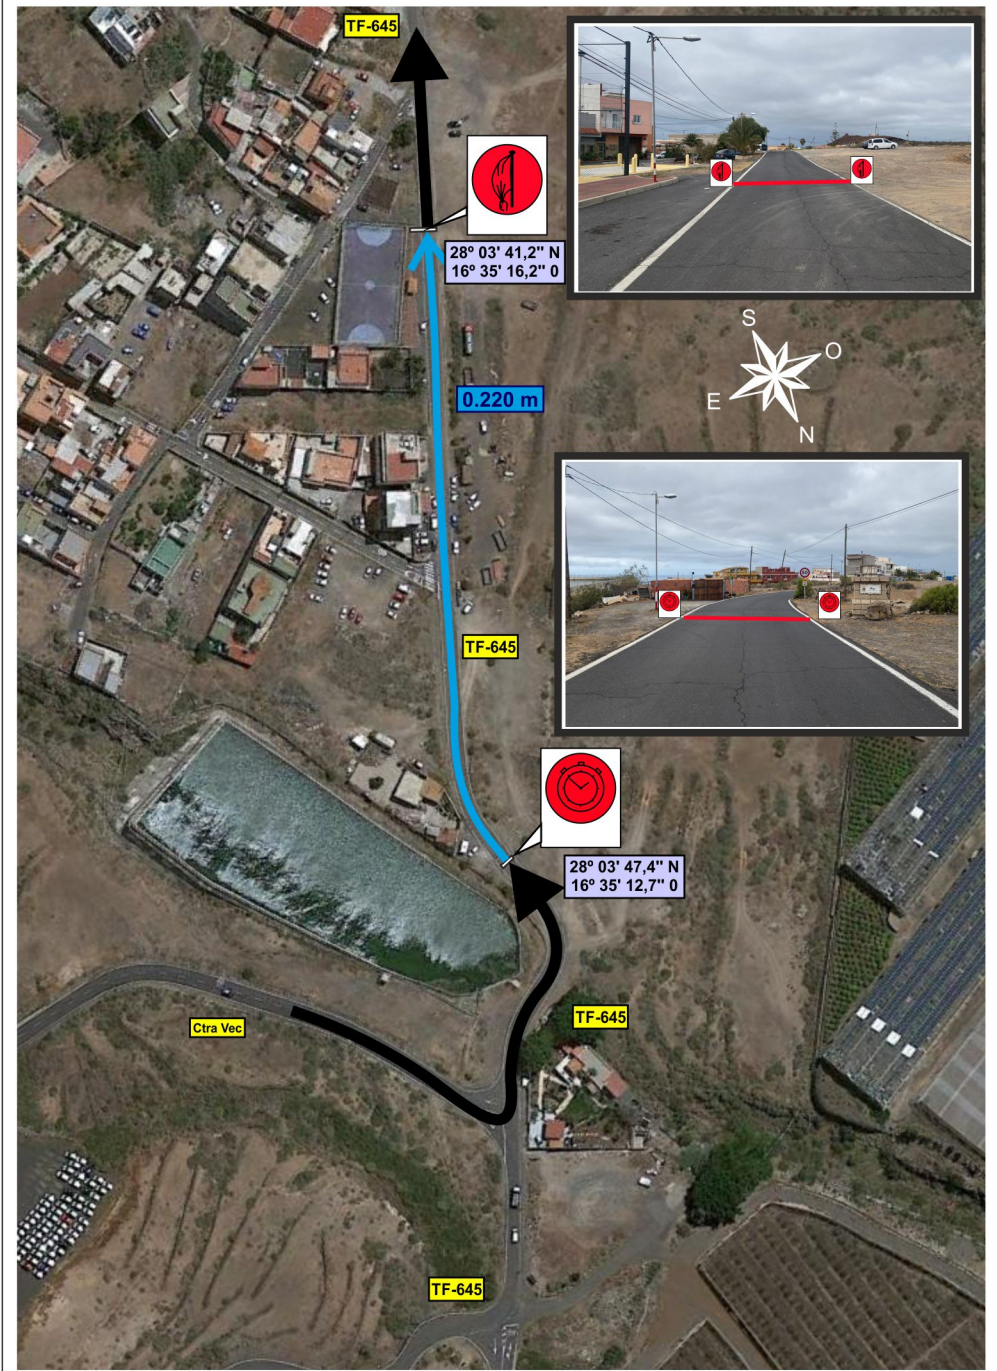 TF-645
28º 03' 41,2" N
16º 35' 16,2" 0
S
O
E
N
0.220 m
60
TF-645
28º 03' 47,4" N
16º 35' 12,7" 0
TF-645
Ctra Vec
TF-645